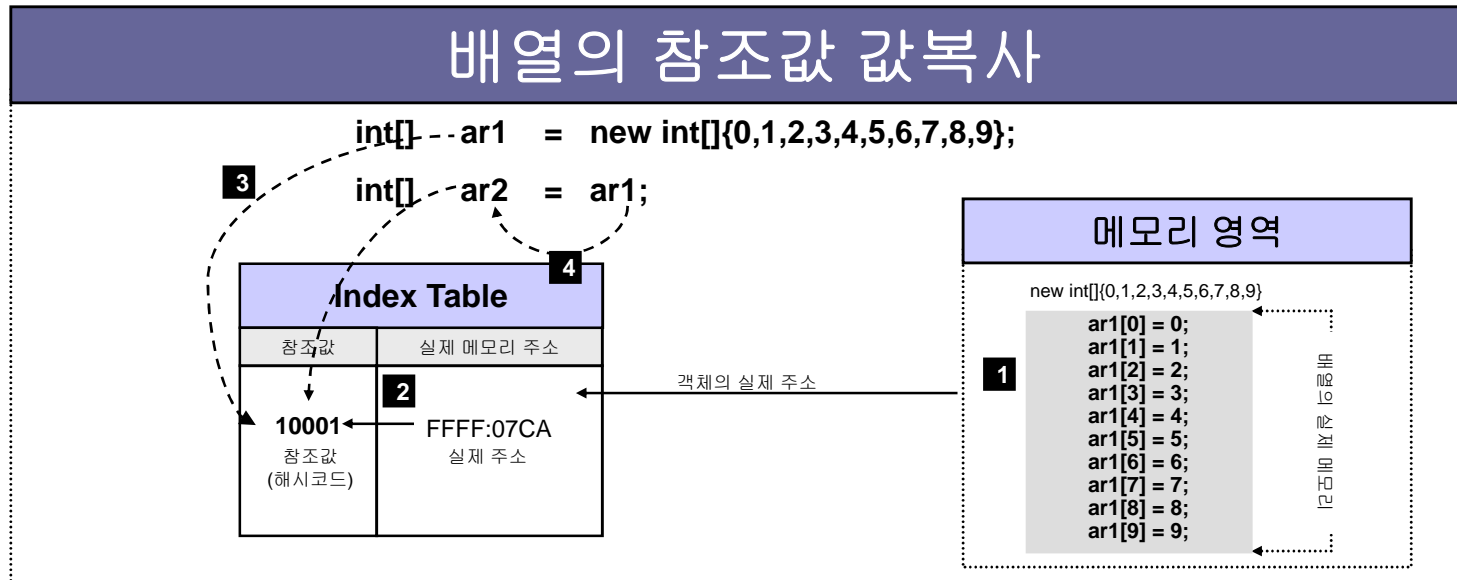 배열의 참조값 값복사
int[] ar1 = new int[]{0,1,2,3,4,5,6,7,8,9};
3
int[] ar2 = ar1;
4
Index Table
참조값 실제 메모리 주소
2
10001 FFFF:07CA
참조값 실제 주소
(해시코드)
객체의 실제 주소
메모리 영역
new int[]{0,1,2,3,4,5,6,7,8,9}
1
ar1[0] = 0;
ar1[1] = 1;
ar1[2] = 2;
ar1[3] = 3;
ar1[4] = 4;
ar1[5] = 5;
ar1[6] = 6;
ar1[7] = 7;
ar1[8] = 8;
ar1[9] = 9;
배열의 실제 메모리